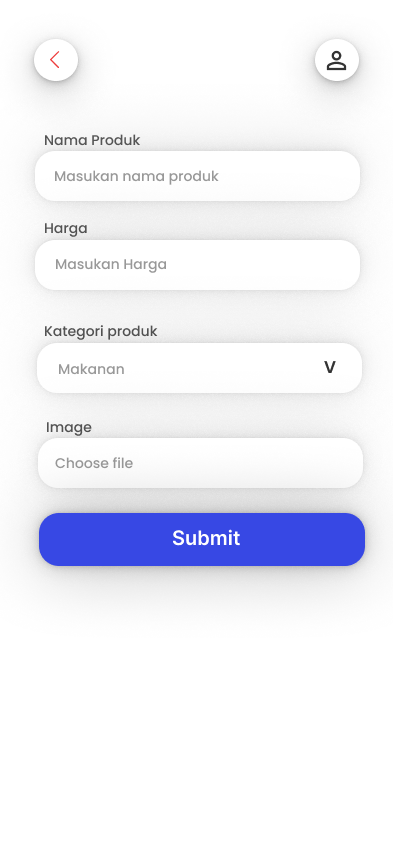 Nama Produk
Masukan nama produk
Harga
Masukan Harga
Kategori produk
Makanan V
Image
Choose file
Submit